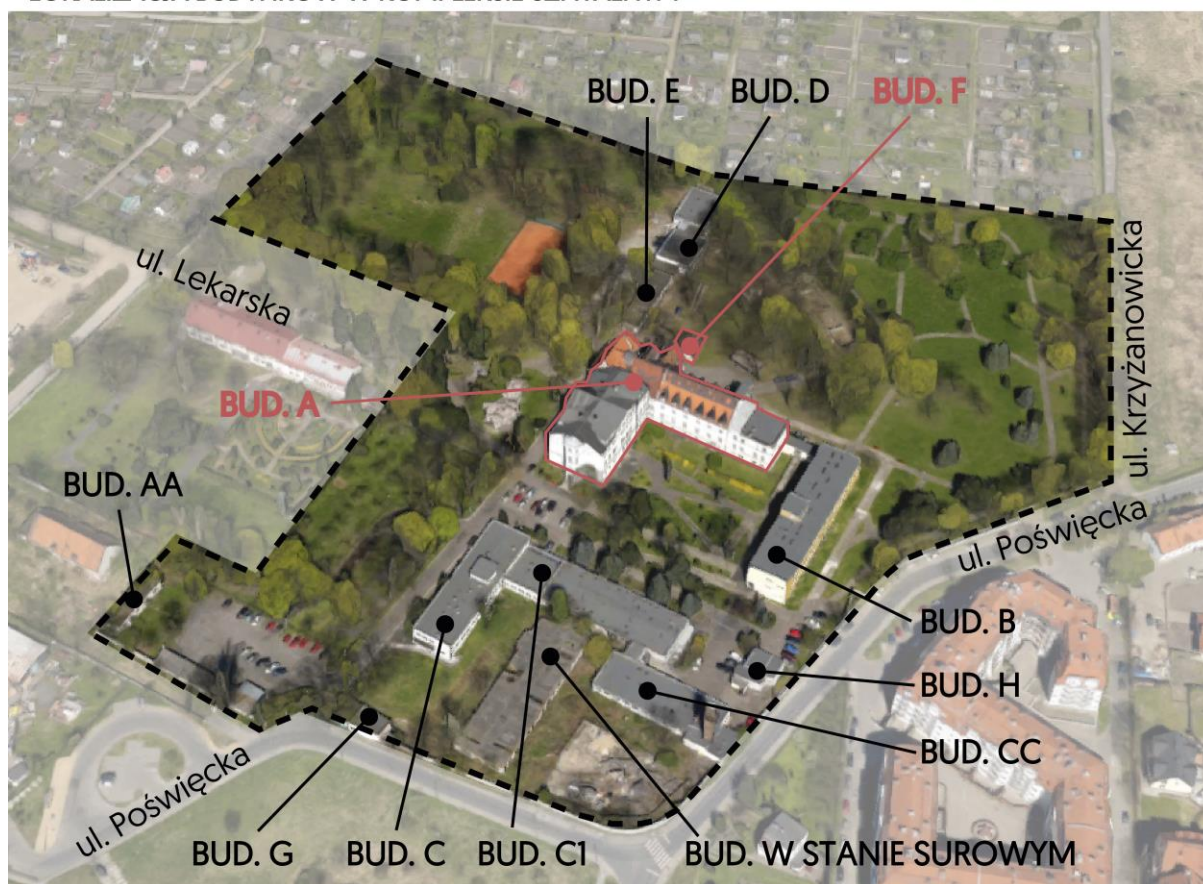 BUD. E
BUD. D
BUD. F
ul. Lekarska
ul. Krzyżanowicka
BUD. A
BUD. AA
ul. Poświęcka
BUD. B
BUD. H
BUD. CC
ul. Poświęcka
BUD. G
BUD. C
BUD. C1
BUD. W STANIE SUROWYM